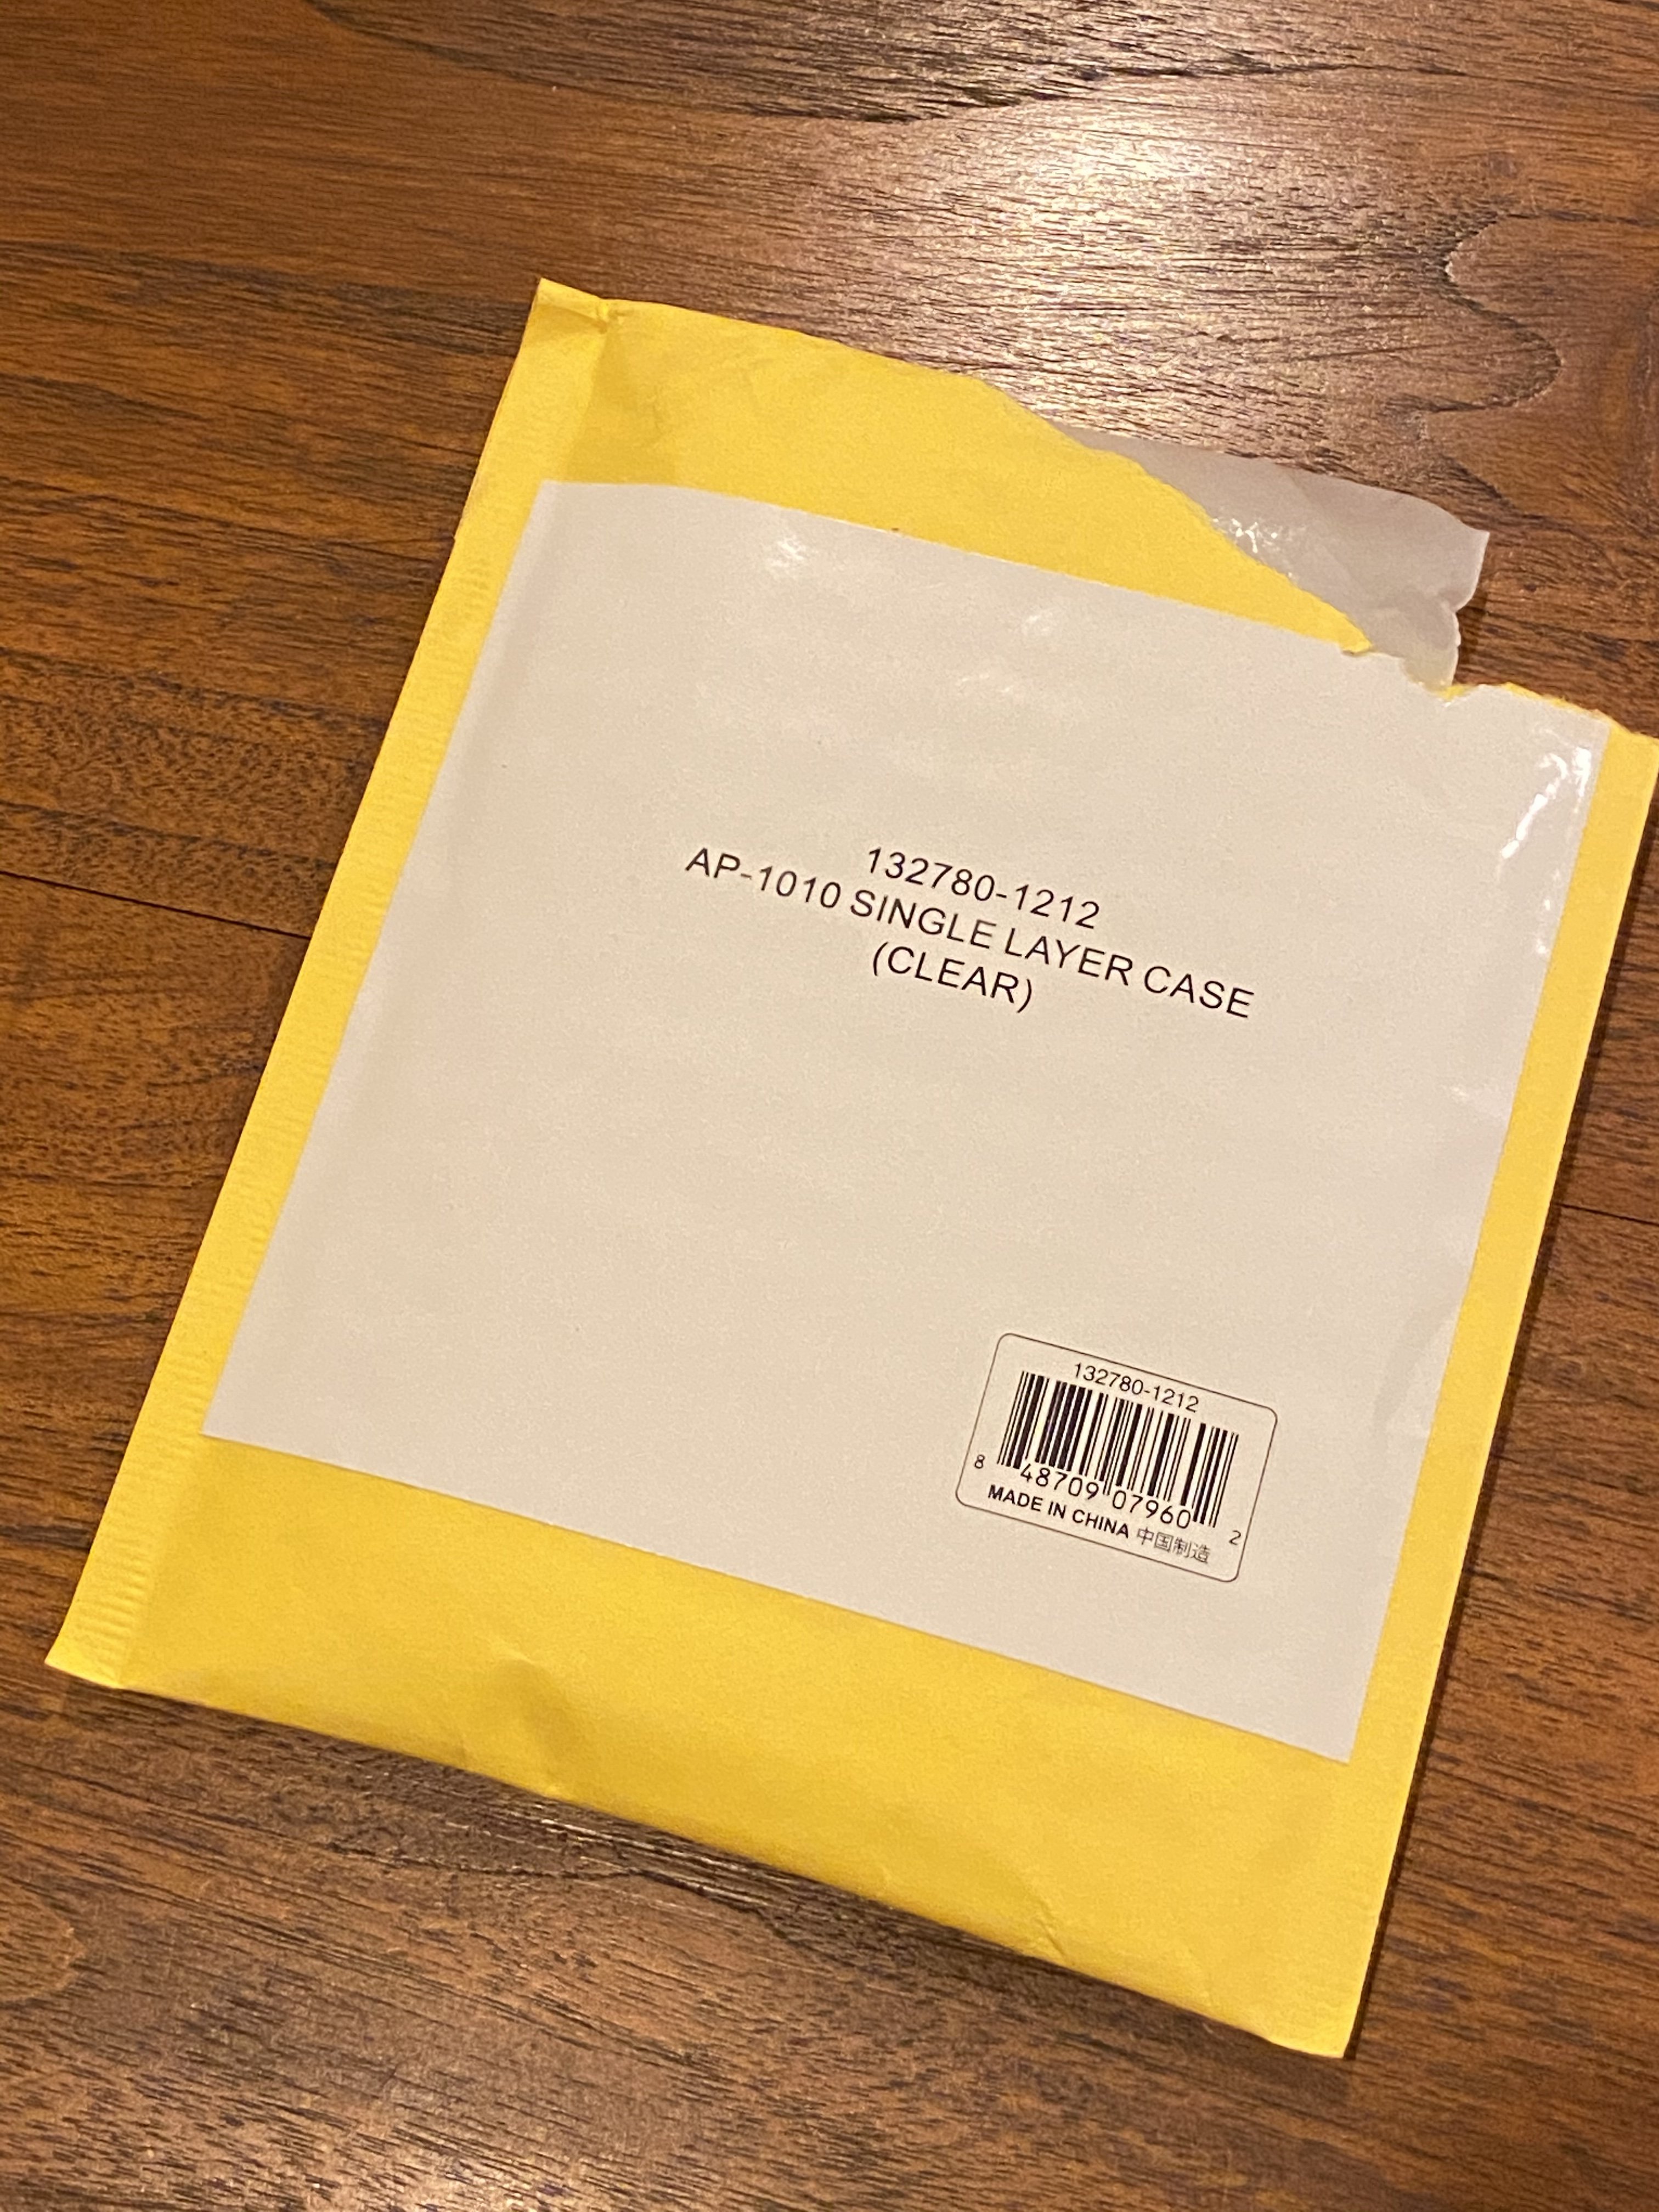 132780-1212
AP-1010 SINGLE LAYER CASE
(CLEAR)
132780-1212
8 48709 07960 2
MADE IN CHINA 中国制造